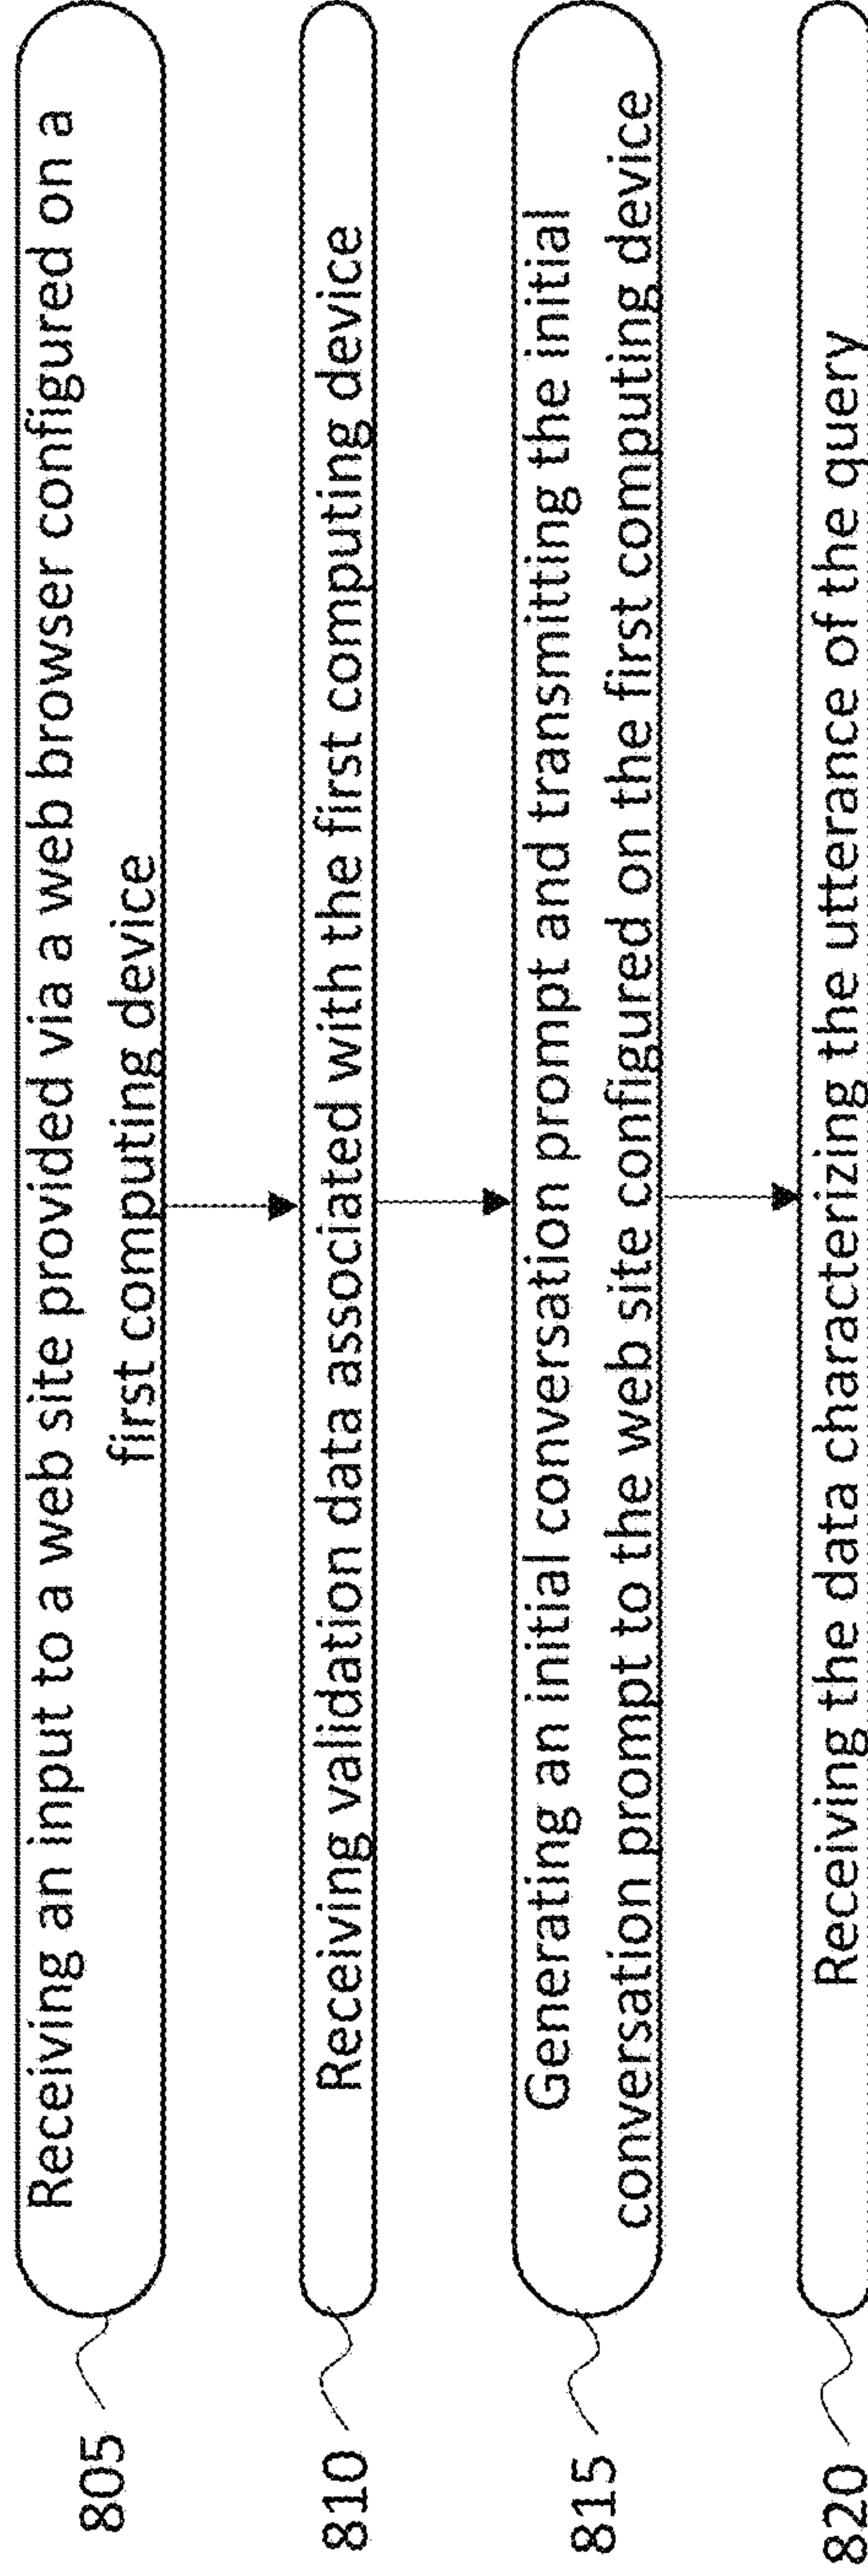 805
Receiving an input to a web site provided via a web browser configured on a
first computing device
810
Receiving validation data associated with the first computing device
815
Generating an initial conversation prompt and transmitting the initial
conversation prompt to the web site configured on the first computing device
820
Receiving the data characterizing the utterance of the query